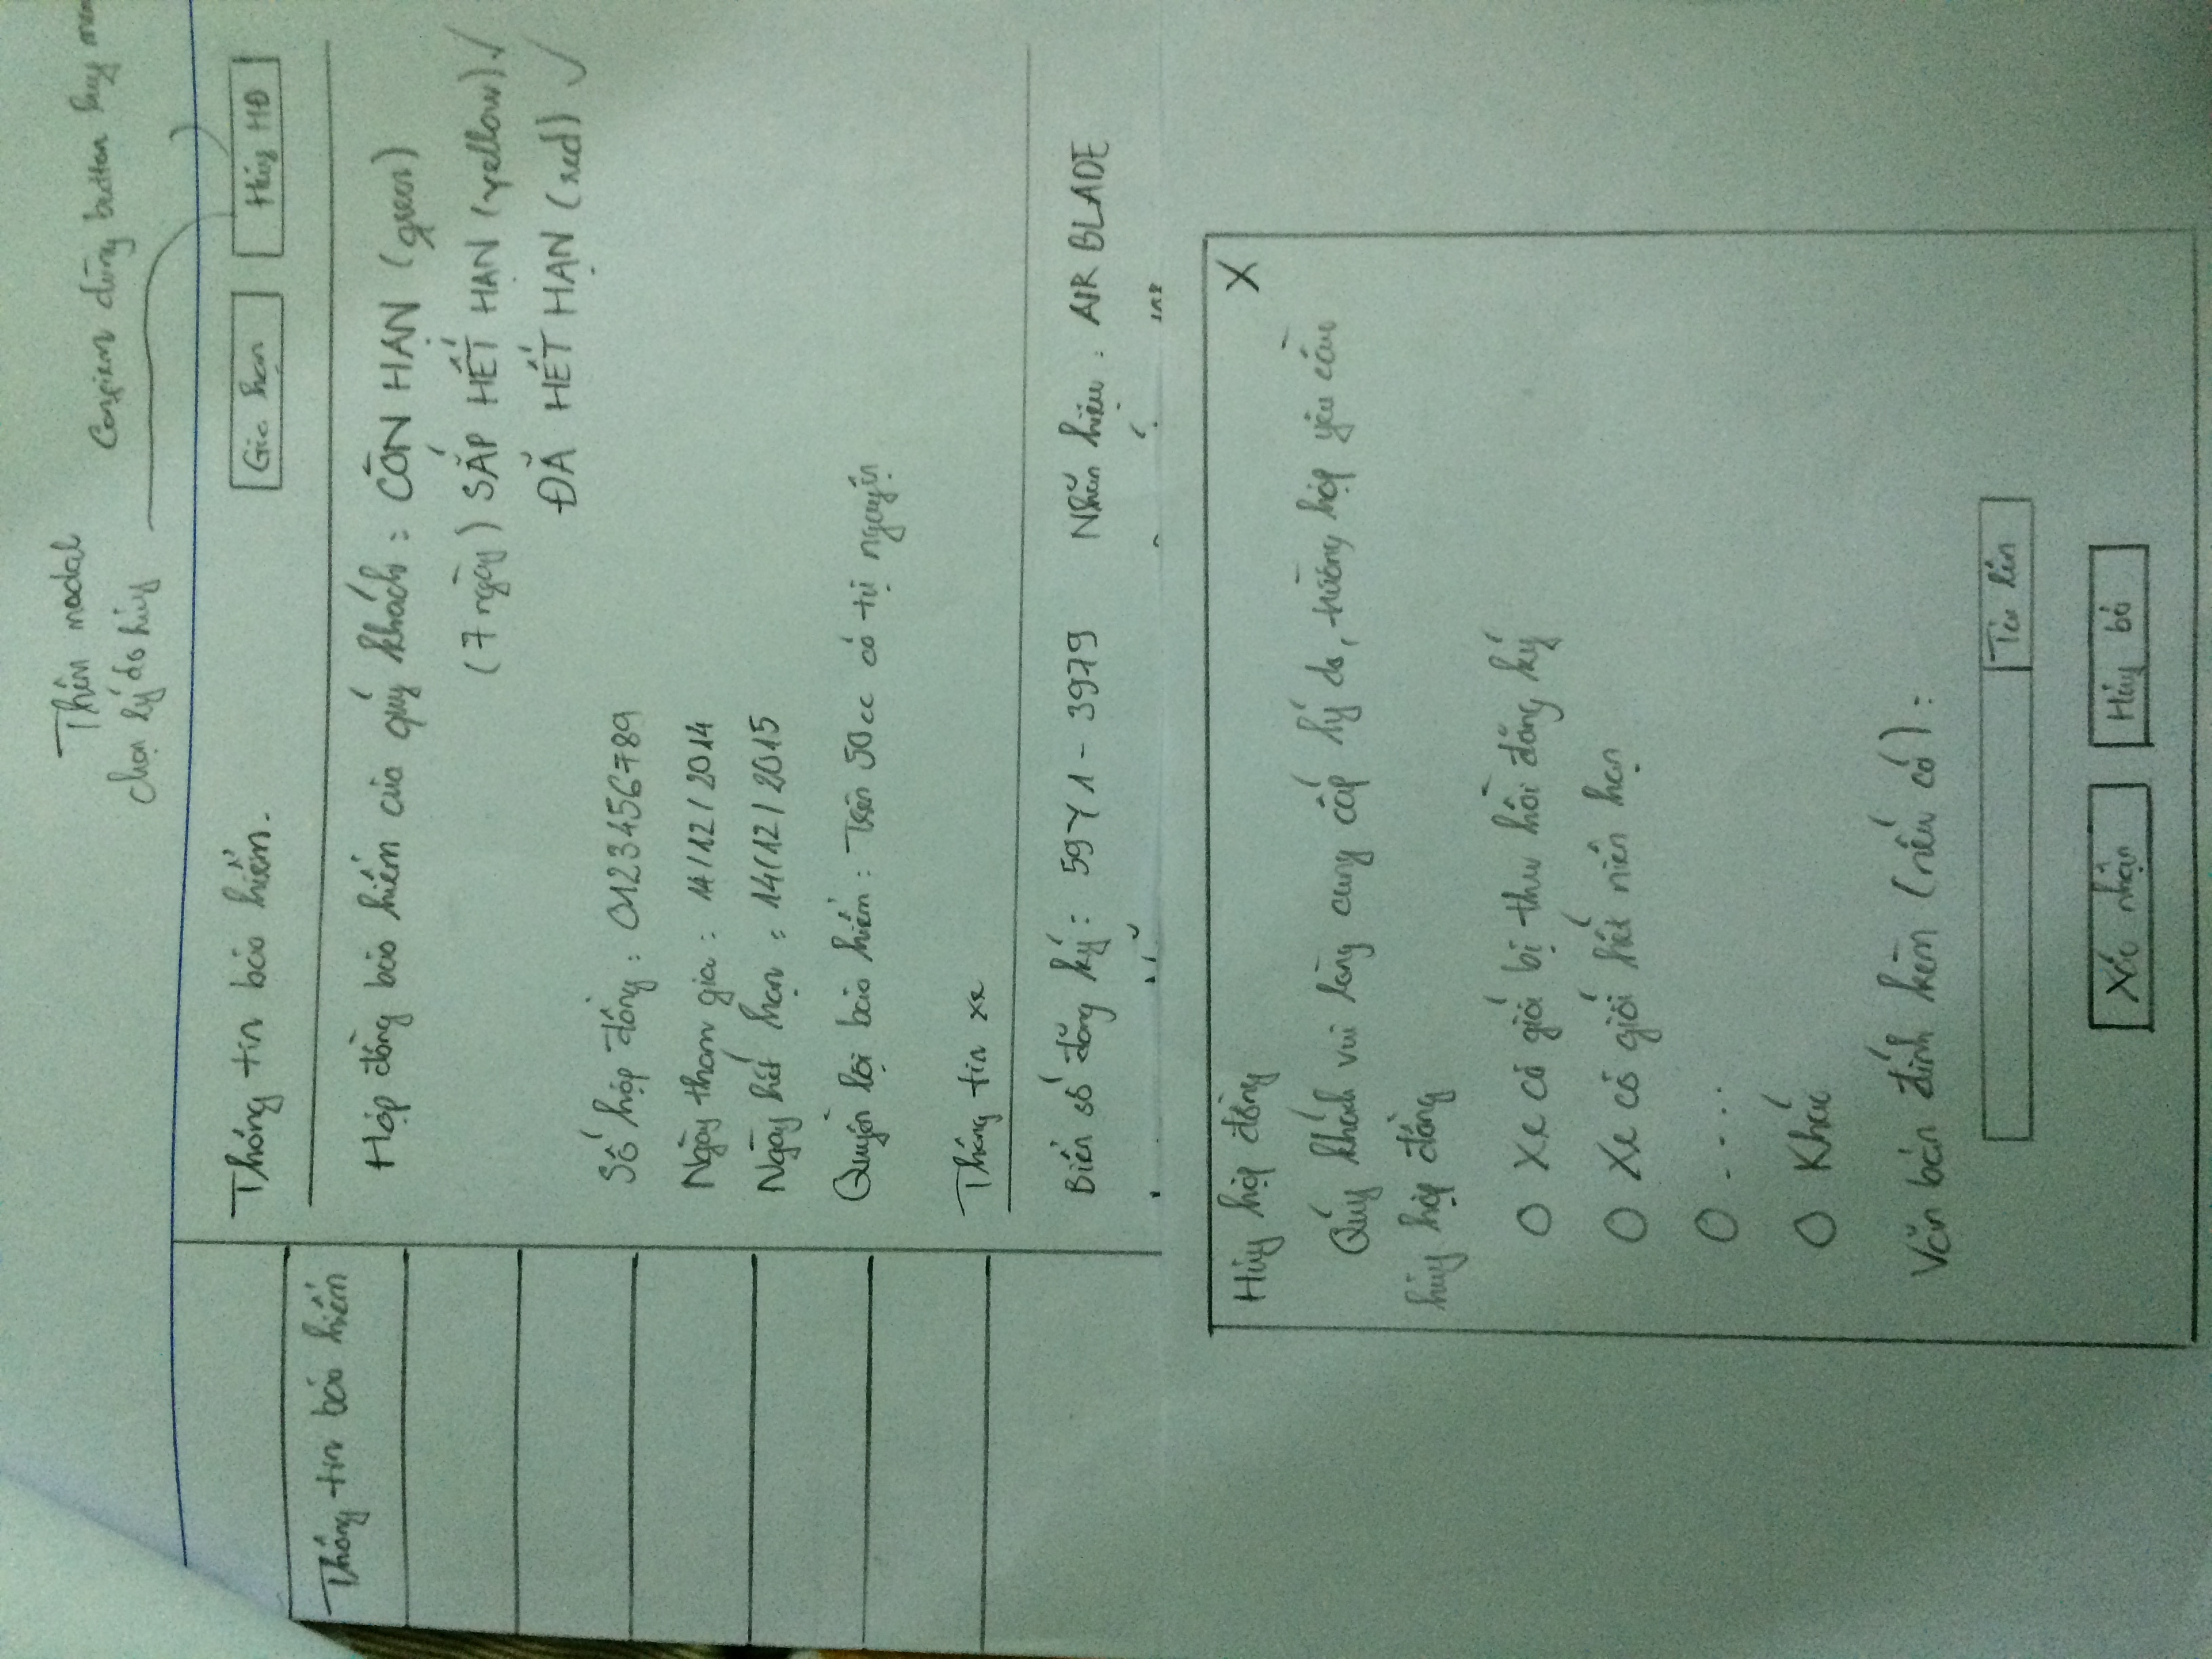 Thêm modal
chọn lý do hủy
Confirm dùng button
Thông tin bảo hiểm.
Gia hạn
Hủy HĐ
Thông tin bảo hiểm
Hợp đồng bảo hiểm của quý khách : CÒN HẠN (green)
(7 ngày) SẮP HẾT HẠN (yellow) ✓
ĐÃ HẾT HẠN (red) ✓
Số hợp đồng : 0123456789
Ngày tham gia : 14/12/2014
Ngày hết hạn : 14/12/2015
Quyền lợi bảo hiểm : Trên 50cc có tự nguyện
Thông tin xe
Biển số đăng ký : 59Y1 - 3979 Nhãn hiệu : AIR BLADE
Hủy hợp đồng X
Quý khách vui lòng cung cấp lý do, trường hợp yêu cầu
hủy hợp đồng
O Xe cơ giới bị thu hồi đăng ký
O Xe cơ giới hết niên hạn
O ....
O Khác
Văn bản đính kèm (nếu có) :
Tải lên
Xác nhận
Hủy bỏ